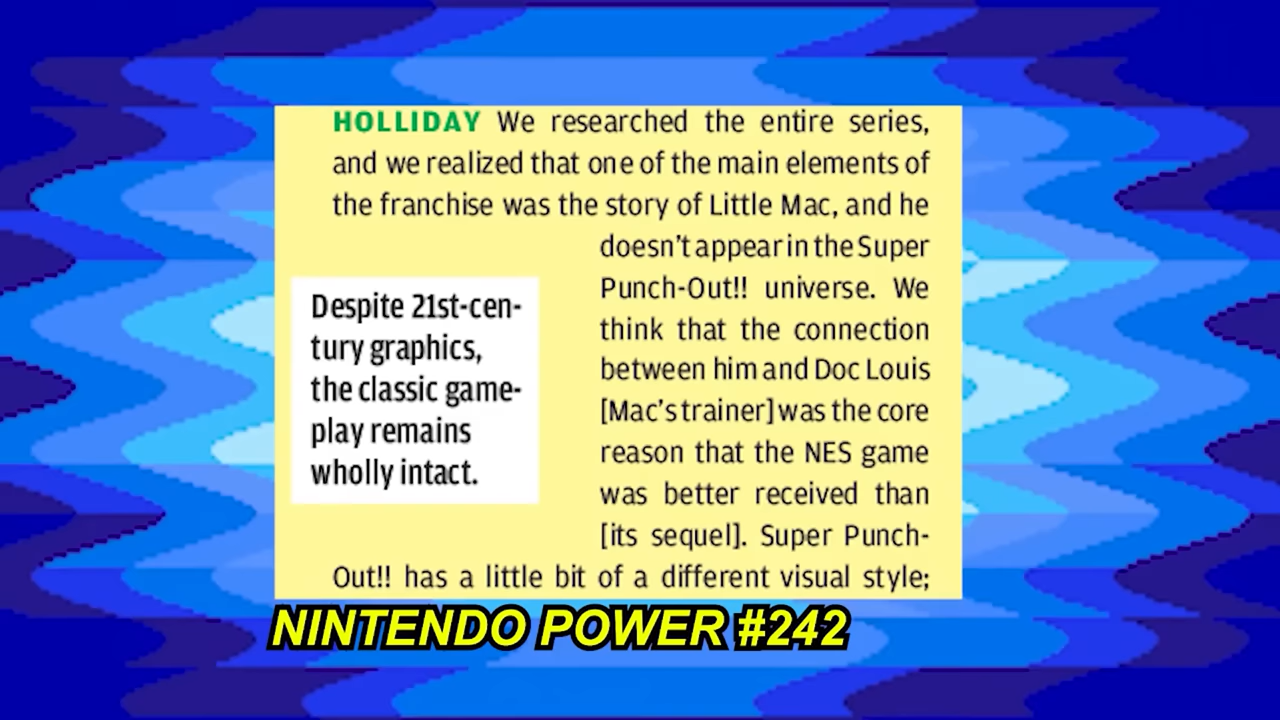 HOLLIDAY We researched the entire series,
and we realized that one of the main elements of
the franchise was the story of Little Mac, and he
doesn't appear in the Super
Punch-Out!! universe. We
think that the connection
between him and Doc Louis
[Mac's trainer] was the core
reason that the NES game
was better received than
[its sequel]. Super Punch-
Out!! has a little bit of a different visual style;
Despite 21st-cen-
tury graphics,
the classic game-
play remains
wholly intact.
NINTENDO POWER #242